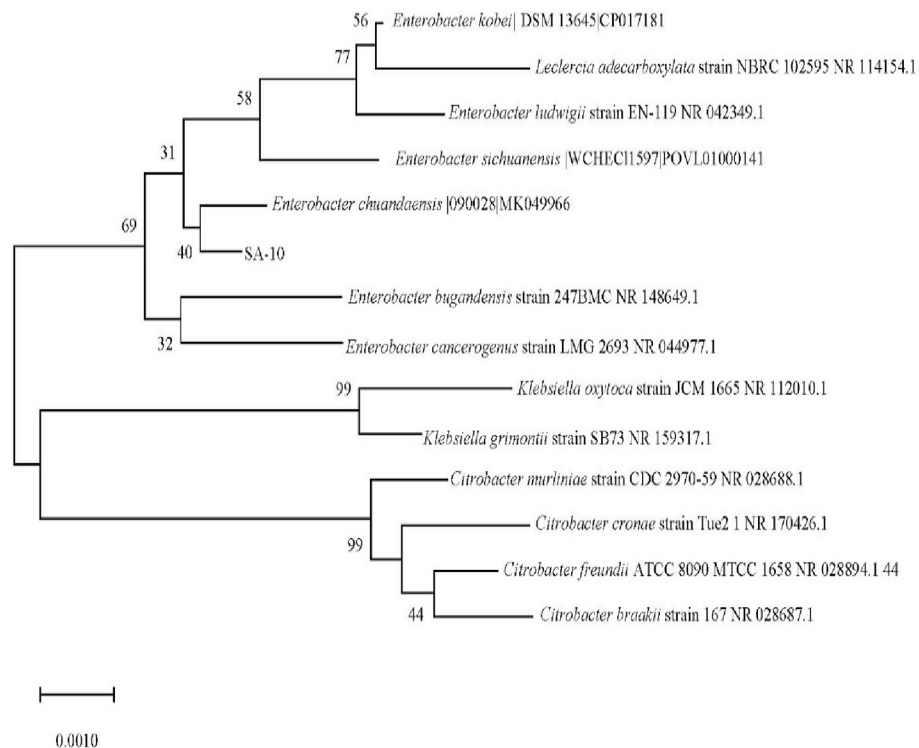 56
Enterobacter kobei| DSM 13645|CP017181
Leclercia adecarboxylata strain NBRC 102595 NR 114154.1
77
Enterobacter ludwigii strain EN-119 NR 042349.1
58
Enterobacter sichuanensis |WCHECl1597|POVL01000141
31
Enterobacter chuandaensis |090028|MK049966
69
40
SA-10
Enterobacter bugandensis strain 247BMC NR 148649.1
32
Enterobacter cancerogenus strain LMG 2693 NR 044977.1
99
Klebsiella oxytoca strain JCM 1665 NR 112010.1
Klebsiella grimontii strain SB73 NR 159317.1
Citrobacter murliniae strain CDC 2970-59 NR 028688.1
Citrobacter cronae strain Tue2 1 NR 170426.1
99
Citrobacter freundii ATCC 8090 MTCC 1658 NR 028894.1 44
44
Citrobacter braakii strain 167 NR 028687.1
0.0010